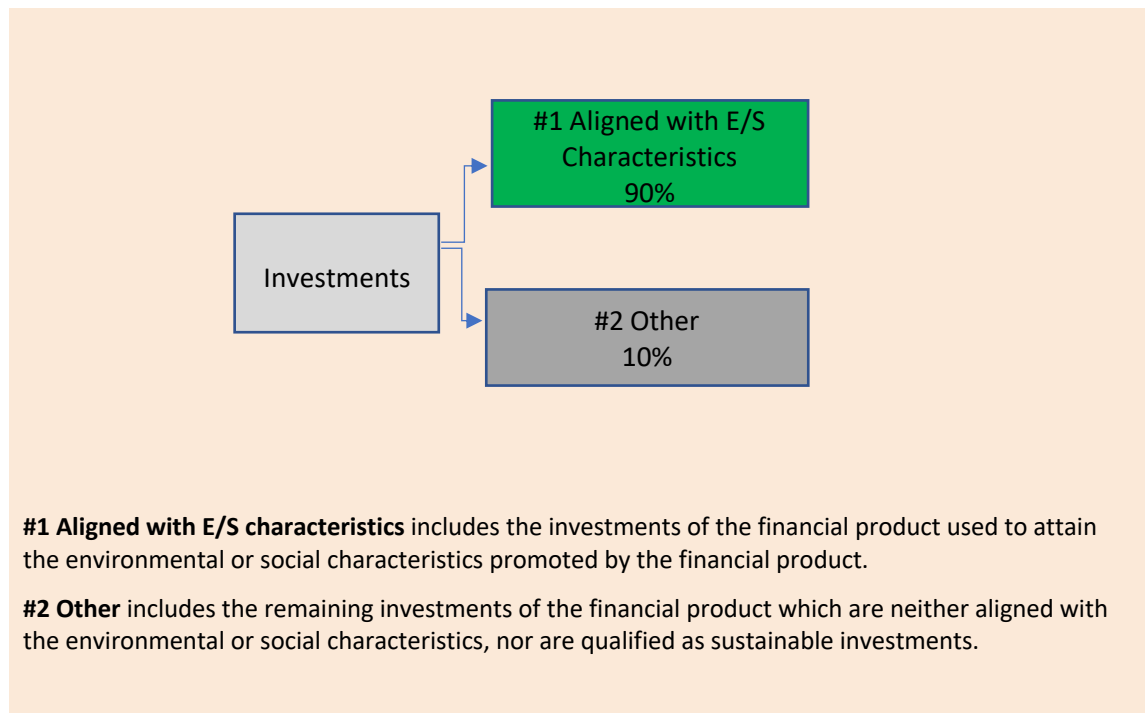 #1 Aligned with E/S
Characteristics
90%
Investments
#2 Other
10%
#1 Aligned with E/S characteristics includes the investments of the financial product used to attain
the environmental or social characteristics promoted by the financial product.
#2 Other includes the remaining investments of the financial product which are neither aligned with
the environmental or social characteristics, nor are qualified as sustainable investments.